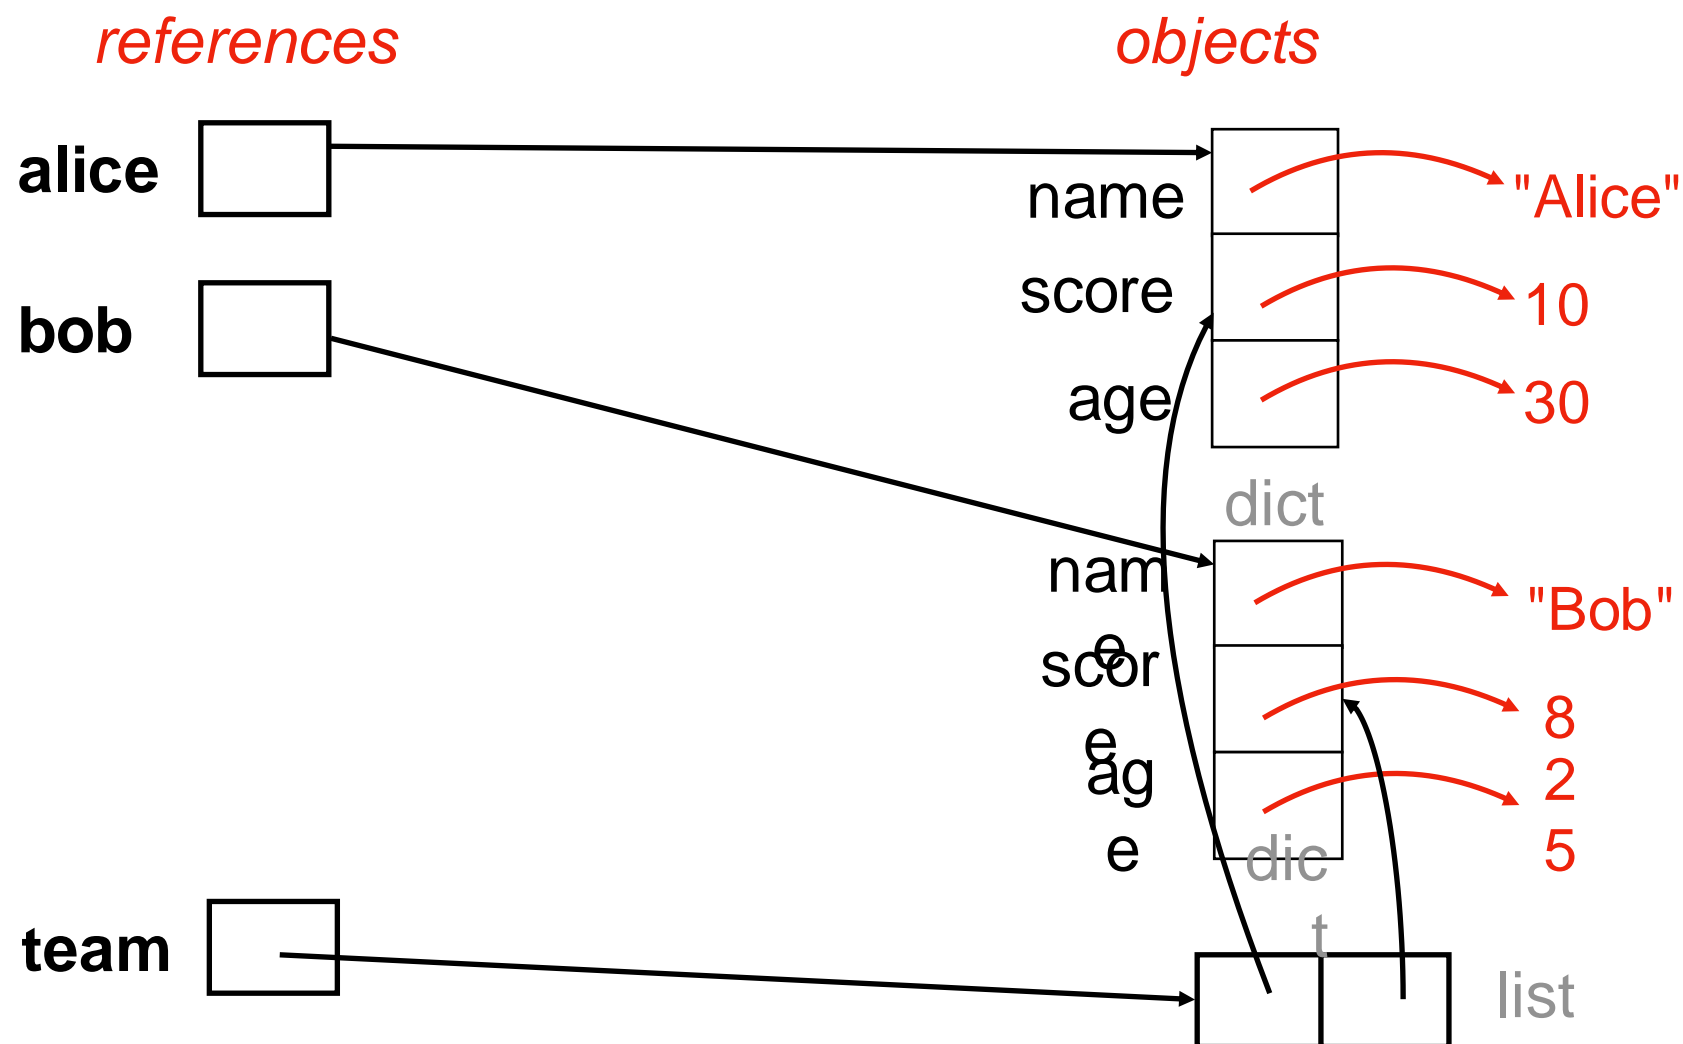 references
objects
alice
name
"Alice"
score
10
bob
age
30
dict
nam
e
"Bob"
scor
e
8
ag
e
2
5
dic
t
team
list